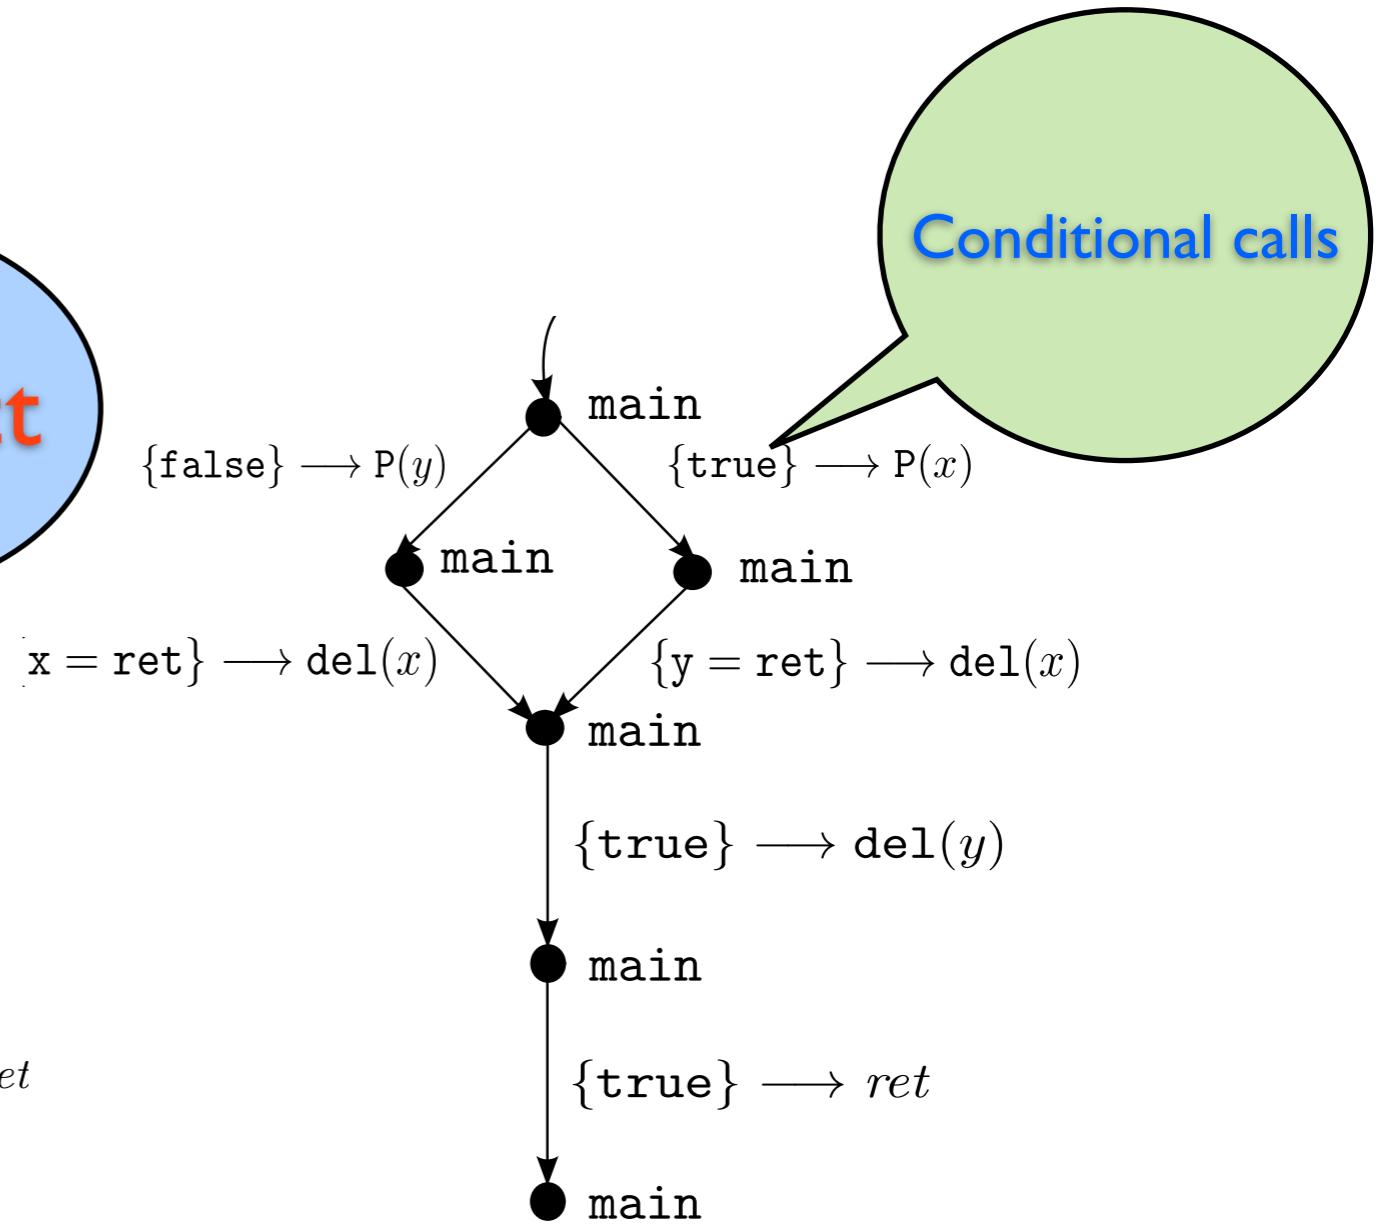 Conditional calls
main
{false} ⟶ P(y)
{true} ⟶ P(x)
main
main
x = ret} ⟶ del(x)
{y = ret} ⟶ del(x)
main
{true} ⟶ del(y)
main
{true} ⟶ ret
main